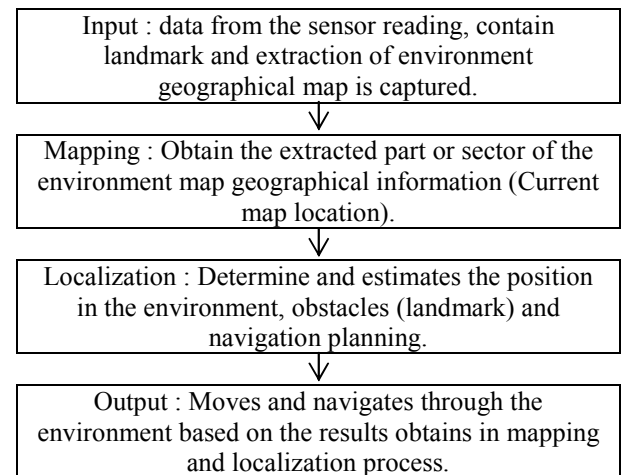 Input : data from the sensor reading, contain
landmark and extraction of environment
geographical map is captured.
Mapping : Obtain the extracted part or sector of the
environment map geographical information (Current
map location).
Localization : Determine and estimates the position
in the environment, obstacles (landmark) and
navigation planning.
Output : Moves and navigates through the
environment based on the results obtains in mapping
and localization process.